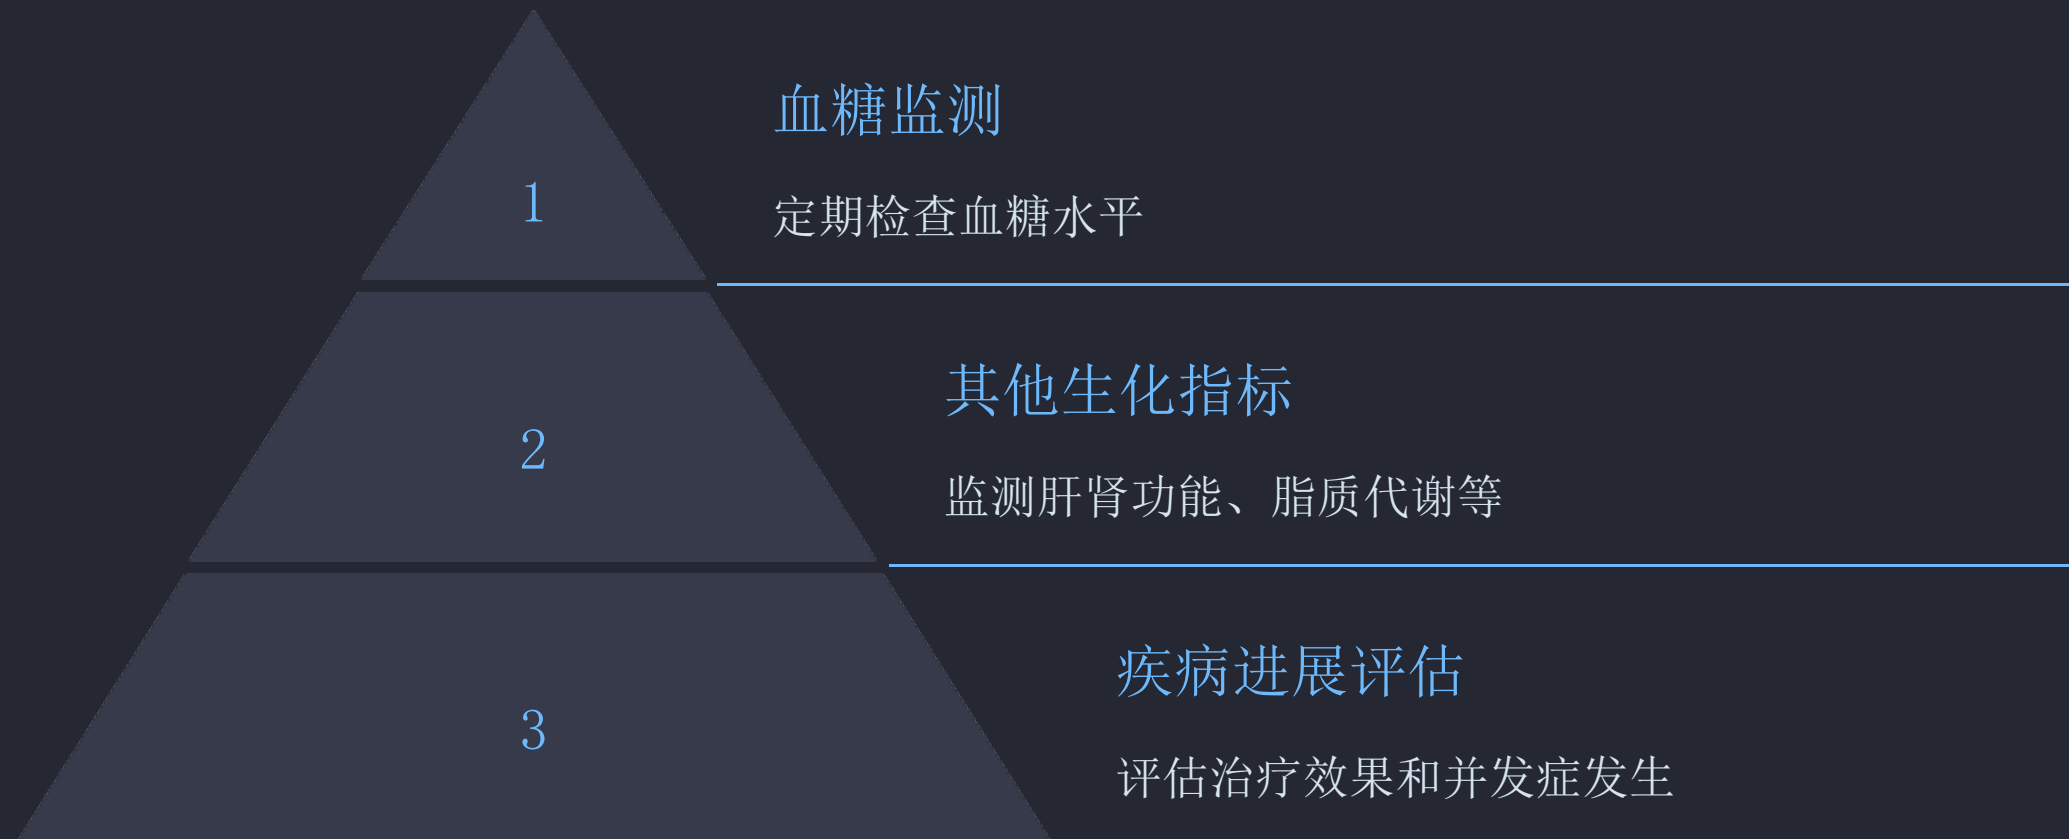 1
血糖监测
定期检查血糖水平
2
其他生化指标
监测肝肾功能、脂质代谢等
3
疾病进展评估
评估治疗效果和并发症发生